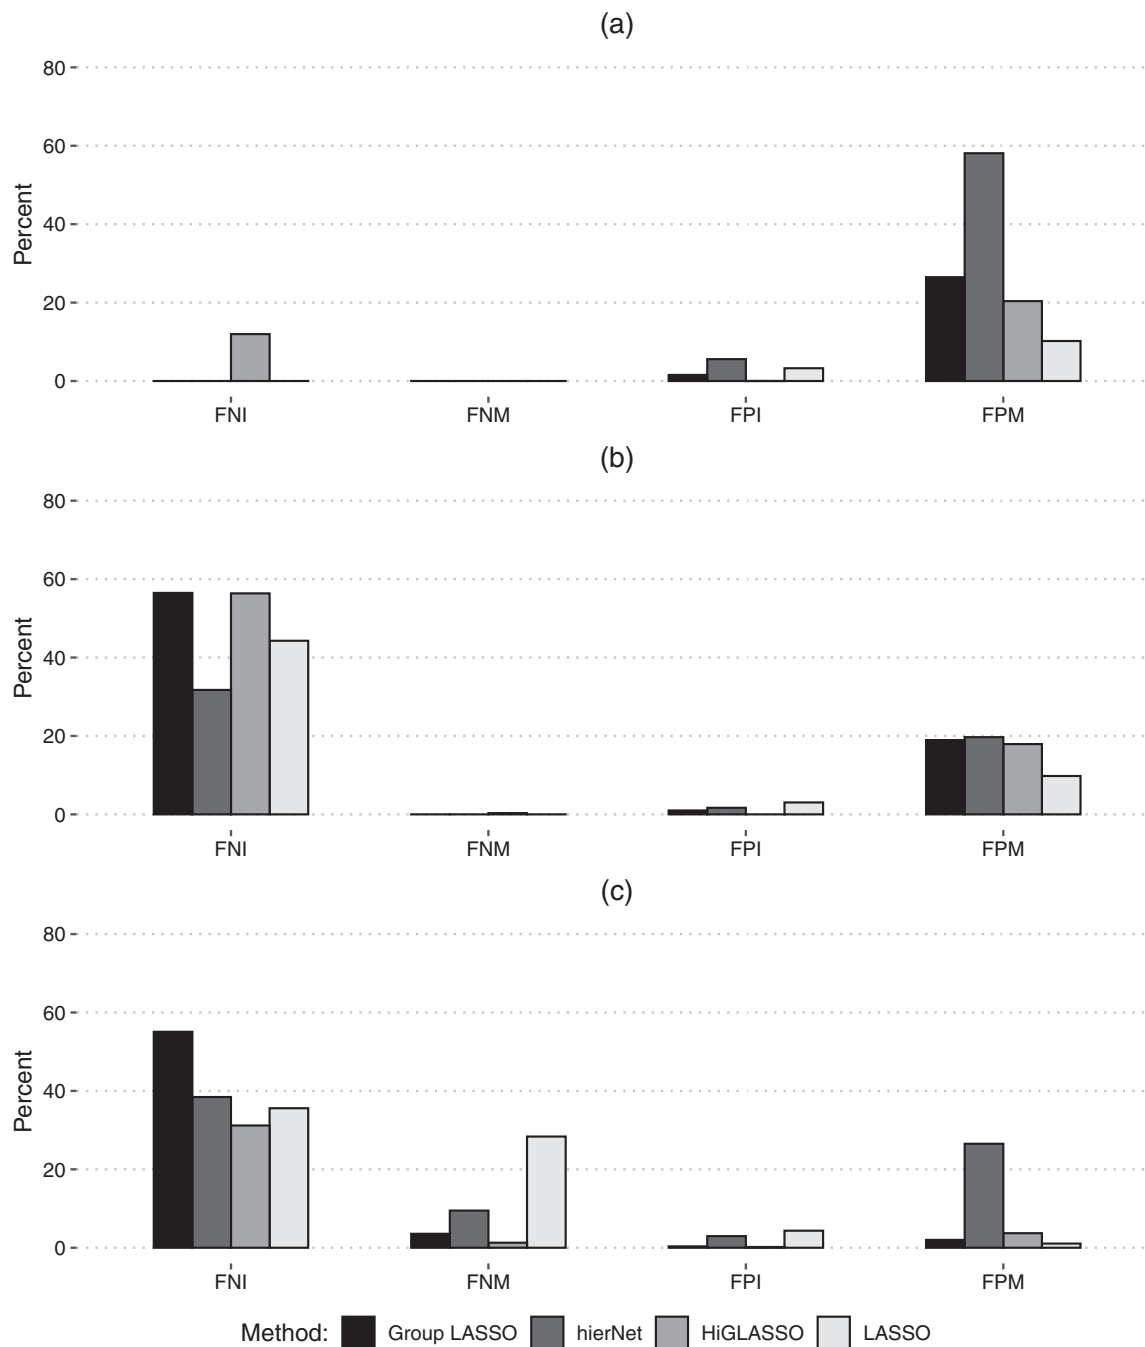 (a)
80
60
40
20
0
Percent
FNI FNM FPI FPM
(b)
80
60
40
20
0
Percent
FNI FNM FPI FPM
(c)
80
60
40
20
0
Percent
FNI FNM FPI FPM
Method: Group LASSO hierNet HiGLASSO LASSO